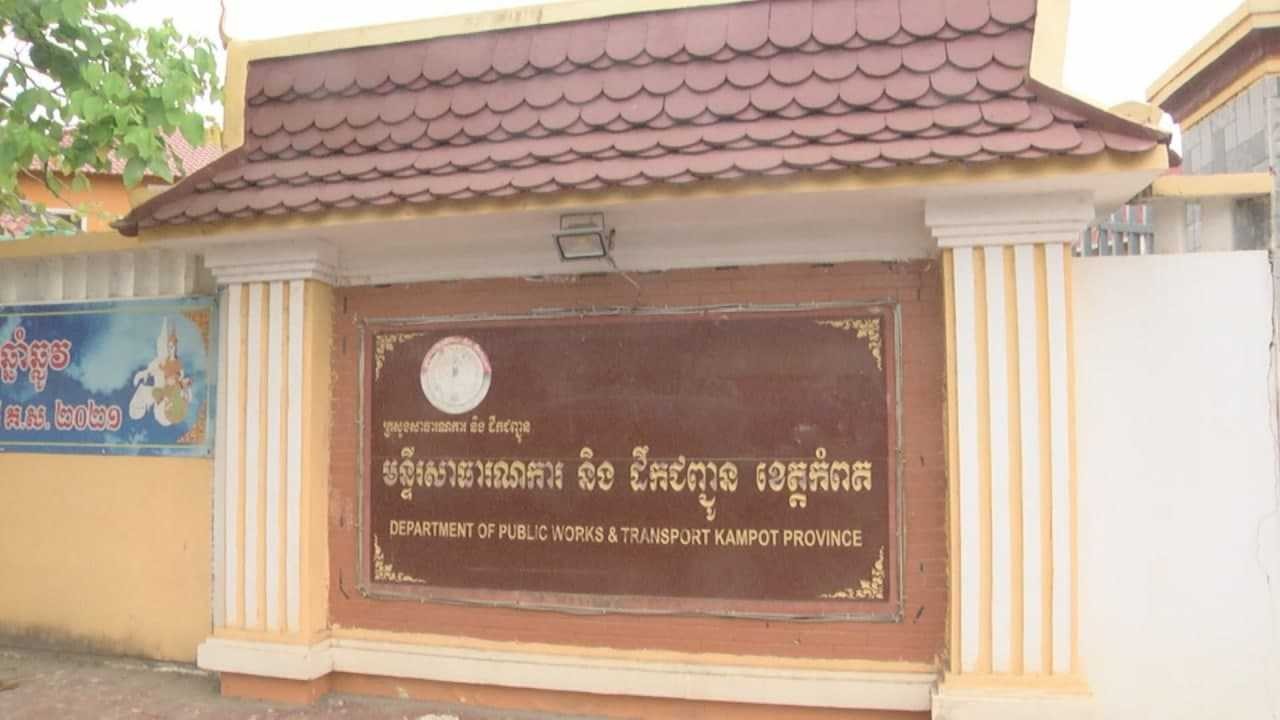 ឆ្នាំឆ្លូវ
គ.ស. ២០២១
ក្រសួងសាធារណការ និង ដឹកជញ្ជូន
មន្ទីរសាធារណការ និង ដឹកជញ្ជូន ខេត្តកំពត
DEPARTMENT OF PUBLIC WORKS & TRANSPORT KAMPOT PROVINCE